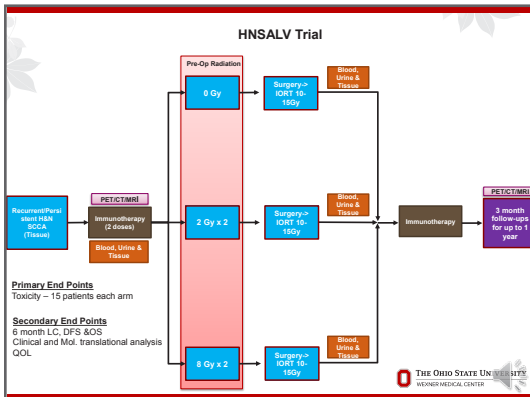 HNSALV Trial
Pre-Op Radiation
0 Gy
Surgery->
IORT 10-
15Gy
Blood,
Urine &
Tissue
PET/CT/MRI
Recurrent/Persi
stent H&N
SCCA
(Tissue)
Immunotherapy
(2 doses)
Blood, Urine &
Tissue
2 Gy x 2
Surgery->
IORT 10-
15Gy
Blood,
Urine &
Tissue
Immunotherapy
PET/CT/MRI
3 month
follow-ups
for up to 1
year
Primary End Points
Toxicity – 15 patients each arm
Secondary End Points
6 month LC, DFS &OS
Clinical and Mol. translational analysis
QOL
8 Gy x 2
Surgery->
IORT 10-
15Gy
Blood,
Urine &
Tissue
THE OHIO STATE UNIVERSITY
WEXNER MEDICAL CENTER